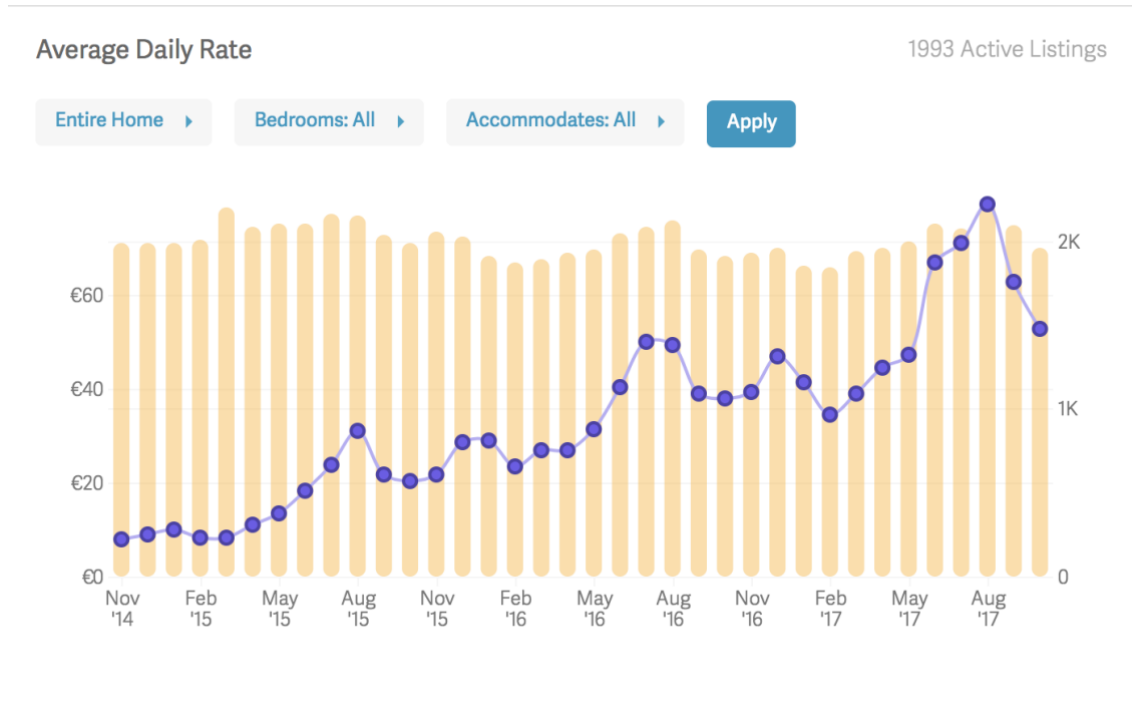 Average Daily Rate
1993 Active Listings
Entire Home
Bedrooms: All
Accommodates: All
Apply
2K
€60
€40
1K
€20
€0
0
Nov Feb May Aug Nov Feb May Aug Nov Feb May Aug
'14 '15 '15 '15 '15 '16 '16 '16 '16 '17 '17 '17